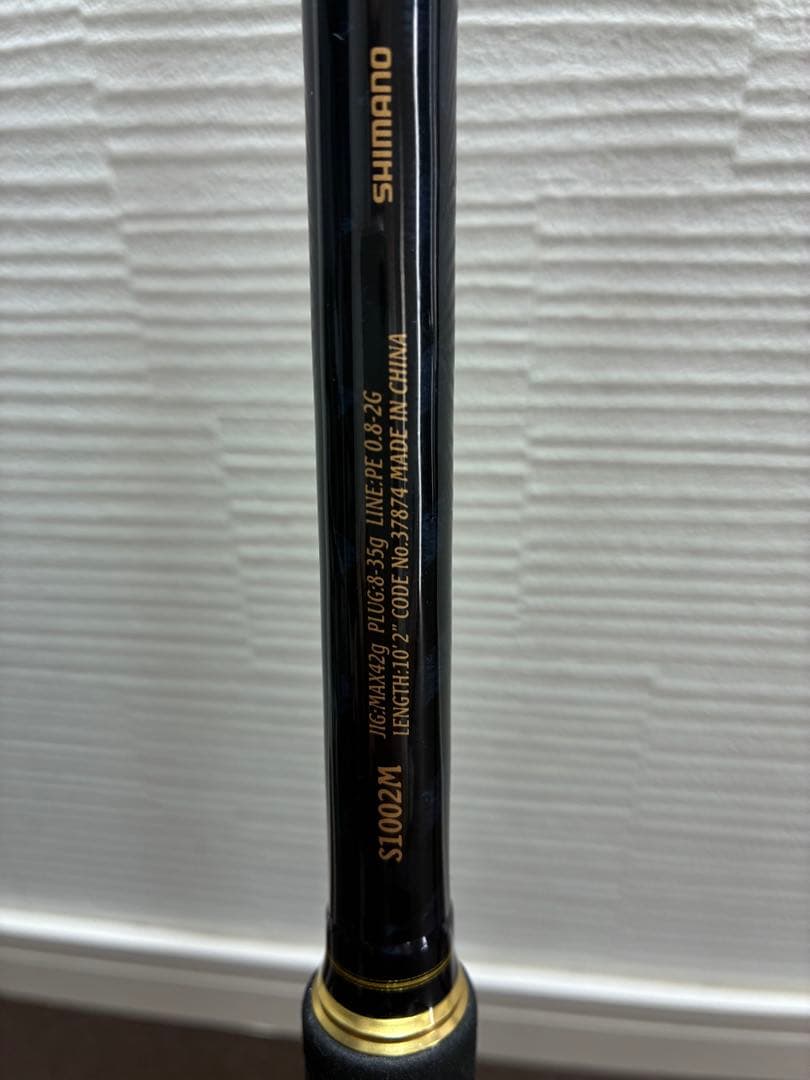 S1002M
JIG:MAX42g PLUG:8-35g LINE:PE 0.8-2G
LENGTH:10'2" CODE No.37874 MADE IN CHINA
SHIMANO